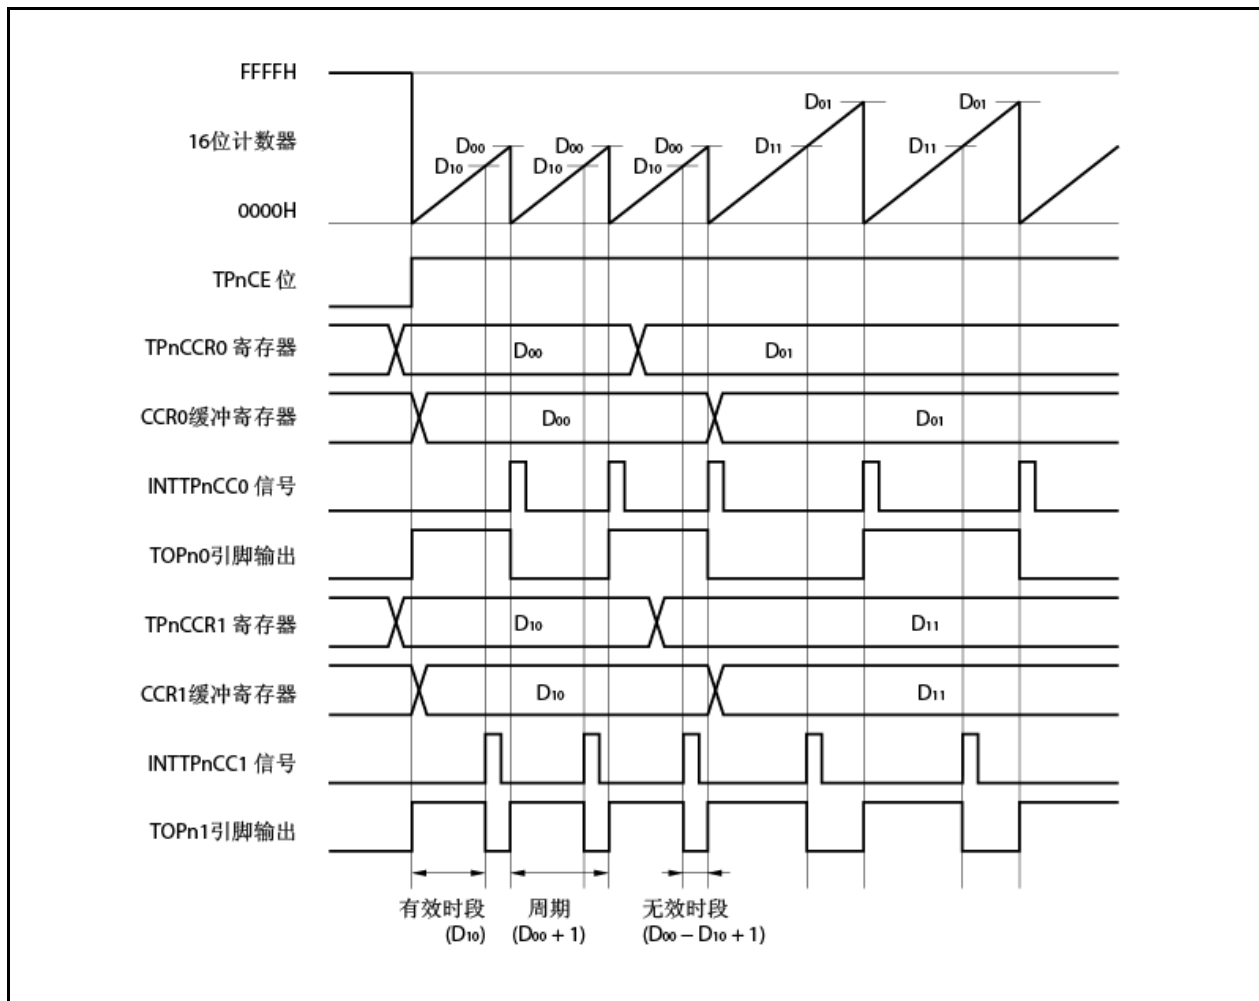 FFFFH
D01 D01
16位计数器
D00 D00 D00 D11 D11
D10 D10 D10
0000H
TPnCE 位
TPnCCR0 寄存器 D00 D01
CCR0缓冲寄存器 D00 D01
INTTPnCC0 信号
TOPn0引脚输出
TPnCCR1 寄存器 D10 D11
CCR1缓冲寄存器 D10 D11
INTTPnCC1 信号
TOPn1引脚输出
有效时段 周期 无效时段
(D10) (D00 + 1) (D00 – D10 + 1)